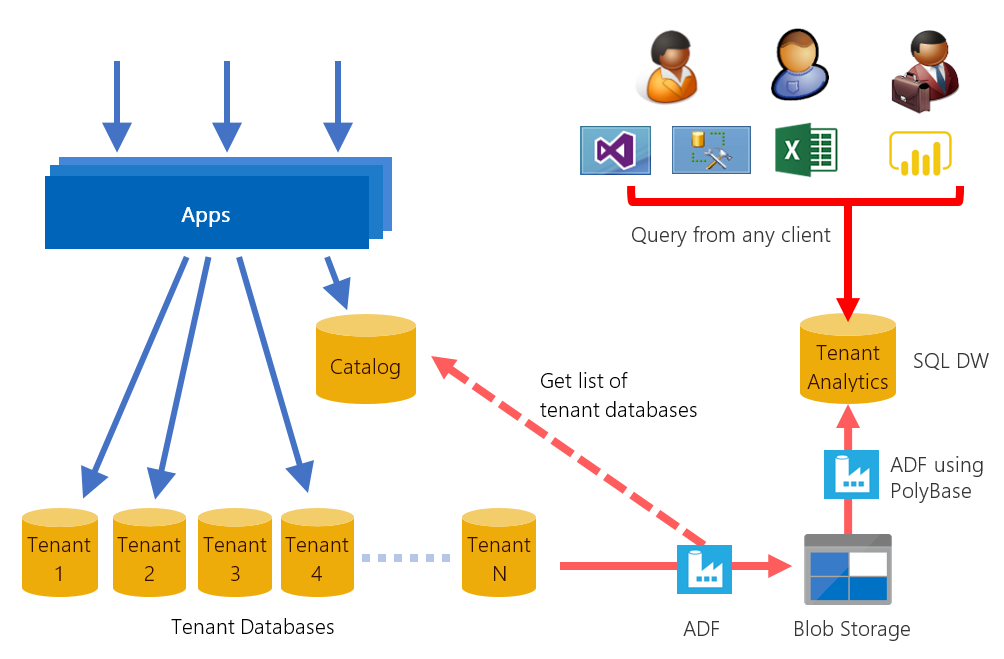 Apps
Query from any client
Catalog
Tenant
Analytics
SQL DW
Get list of
tenant databases
ADF using
PolyBase
Tenant
1
Tenant
2
Tenant
3
Tenant
4
Tenant
N
Tenant Databases
ADF
Blob Storage
X